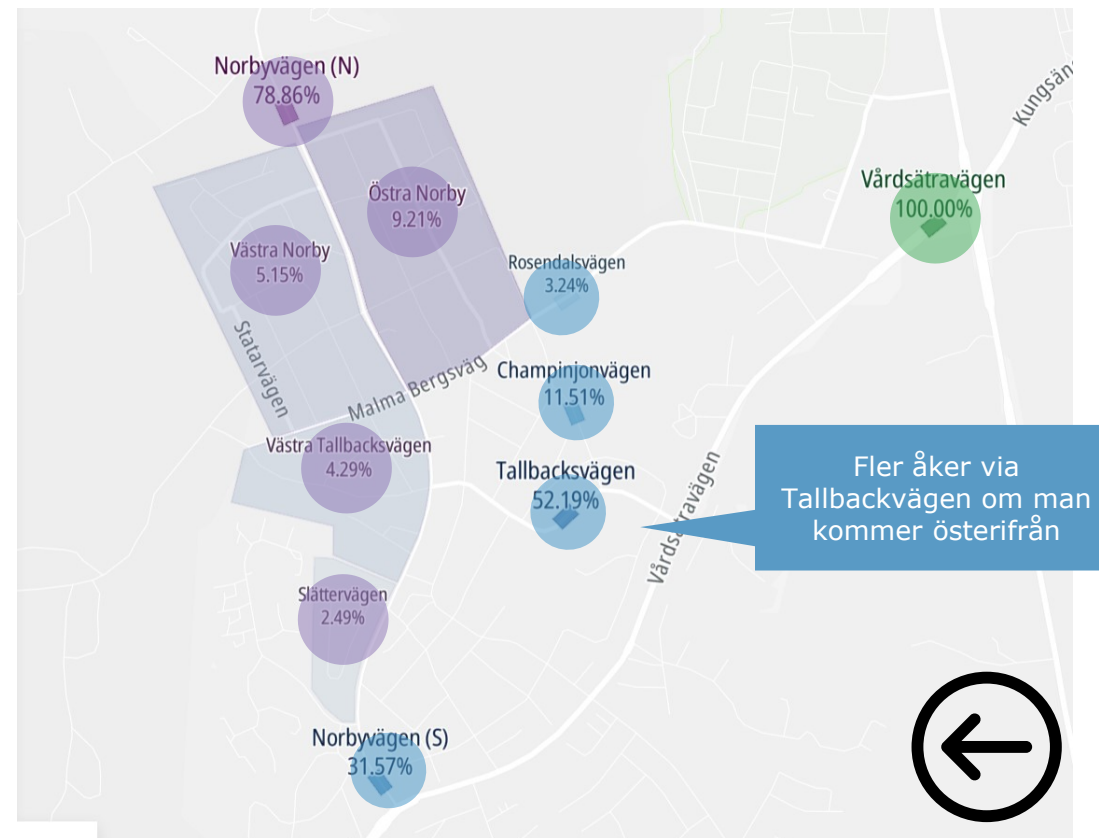 Norbyvägen (N)
78.86%
Kungsän
Östra Norby
9.21%
Vårdsätravägen
100.00%
Västra Norby
5.15%
Rosendalsvägen
3.24%
Statarvägen
Malma Bergsväg
Champinjonvägen
11.51%
Västra Tallbacksvägen
4.29%
Tallbacksvägen
52.19%
Vårdsätravägen
Fler åker via
Tallbackvägen om man
kommer österifrån
Slättervägen
2.49%
Norbyvägen (S)
31.57%